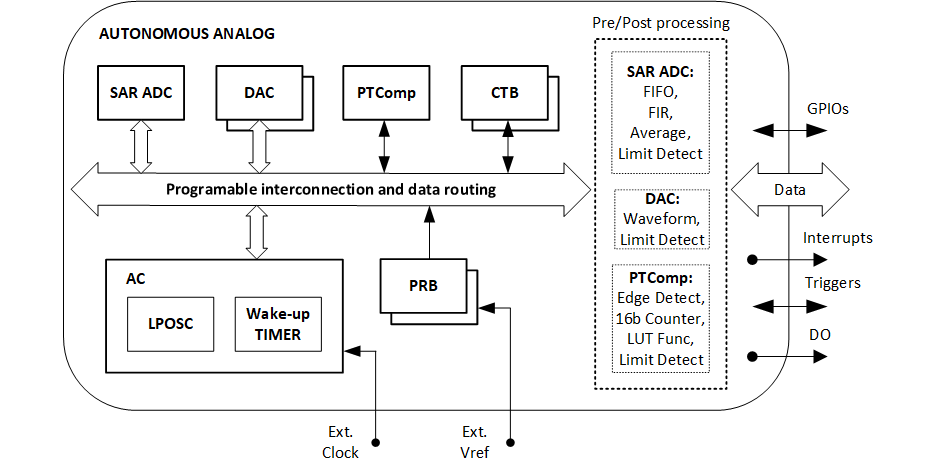 Pre/Post processing
AUTONOMOUS ANALOG
SAR ADC
DAC
PTComp
CTB
SAR ADC:
FIFO,
FIR,
Average,
Limit Detect
GPIOs
Programable interconnection and data routing
DAC:
Waveform,
Limit Detect
Data
Interrupts
AC
LPOSC
Wake-up
TIMER
PRB
PTComp:
Edge Detect,
16b Counter,
LUT Func,
Limit Detect
Triggers
DO
Ext.
Clock
Ext.
Vref